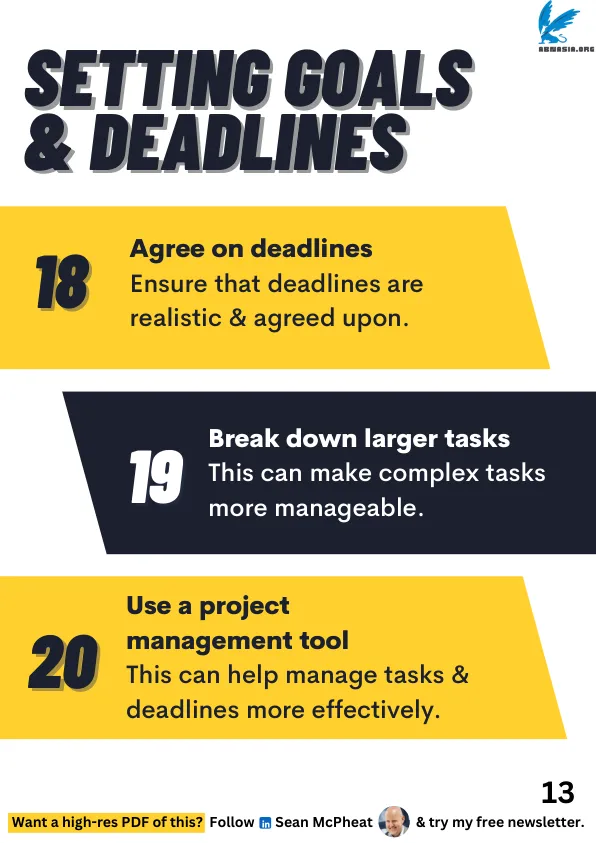 ABMASIA.ORG
SETTING GOALS
& DEADLINES
18
Agree on deadlines
Ensure that deadlines are
realistic & agreed upon.
19
Break down larger tasks
This can make complex tasks
more manageable.
20
Use a project
management tool
This can help manage tasks &
deadlines more effectively.
13
Want a high-res PDF of this? Follow in Sean McPheat & try my free newsletter.